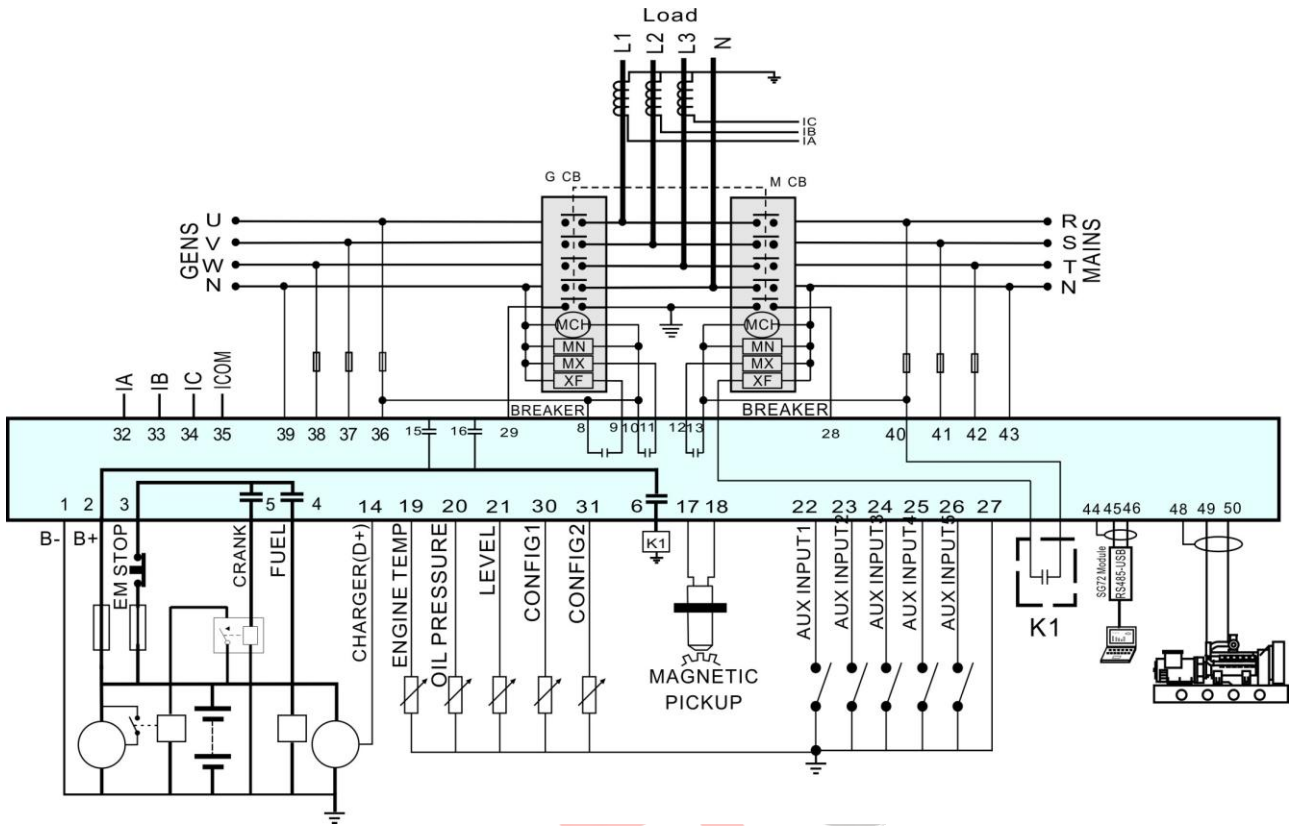 Load
L1 L2 L3 N
IC
IB
IA
G CB M CB
U
V
W
N
GENS
R
S
T
N
MAINS
MCH MCH
MN MN
MX MX
XF XF
BREAKER BREAKER
IA IB IC ICOM
32 33 34 35 39 38 37 36 15 16 29 8 9 10 11 12 13 28 40 41 42 43
1 2 3 5 4 14 19 20 21 30 31 6 17 18 22 23 24 25 26 27 44 45 46 48 49 50
B- B+
EM STOP
CRANK
FUEL
CHARGER(D+)
ENGINE TEMP
OIL PRESSURE
LEVEL
CONFIG1
CONFIG2
K1
MAGNETIC
PICKUP
AUX INPUT1
AUX INPUT2
AUX INPUT3
AUX INPUT4
AUX INPUT5
K1
SG72 Module
RS485-USB